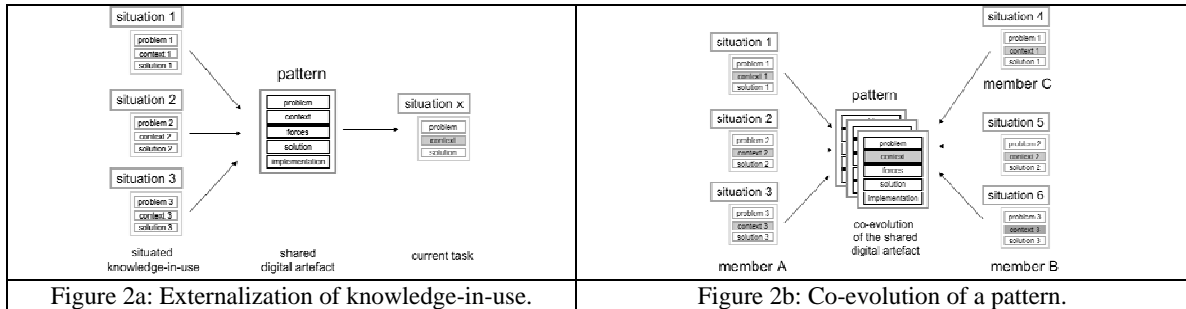 situation 1
problem 1
context 1
solution 1
situation 2
problem 2
context 2
solution 2
situation 3
problem 3
context 3
solution 3
situated
knowledge-in-use
pattern
problem
context
forces
solution
implementation
shared
digital artefact
situation x
problem
context
solution
current task
Figure 2a: Externalization of knowledge-in-use.
situation 1
problem 1
context 1
solution 1
situation 2
problem 2
context 2
solution 2
situation 3
problem 3
context 3
solution 3
member A
pattern
problem
context
forces
solution
implementation
co-evolution
of the shared
digital artefact
situation 4
problem 1
context 1
solution 1
member C
situation 5
problem 2
context 2
solution 2
situation 6
problem 3
context 3
solution 3
member B
Figure 2b: Co-evolution of a pattern.